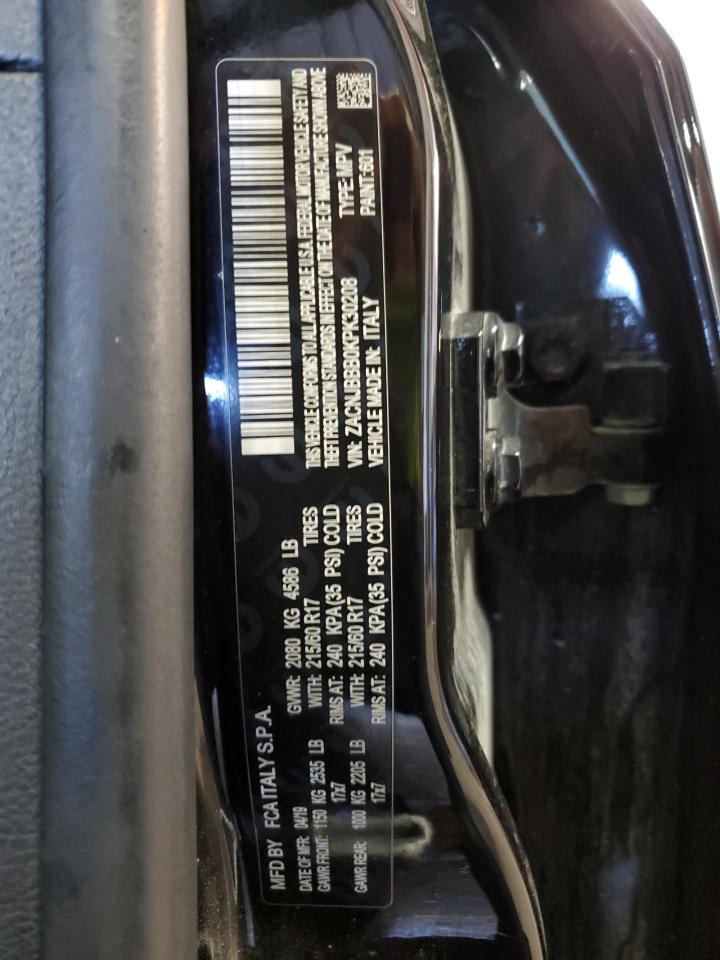 MFD BY FCA ITALY S.P.A.
DATE OF MFR: 04/19 GVWR: 2080 KG 4586 LB
GAWR FRONT: 1150 KG 2535 LB WITH: 215/60 R17 TIRES
17x7 RIMS AT: 240 KPA (35 PSI) COLD
GAWR REAR: 1000 KG 2205 LB WITH: 215/60 R17 TIRES
17x7 RIMS AT: 240 KPA (35 PSI) COLD
THIS VEHICLE CONFORMS TO ALL APPLICABLE U.S.A. FEDERAL MOTOR VEHICLE SAFETY AND
THEFT PREVENTION STANDARDS IN EFFECT ON THE DATE OF MANUFACTURE SHOWN ABOVE
VIN: ZACNJBBB0KPK30208 TYPE: MPV
VEHICLE MADE IN: ITALY PAINT: 601